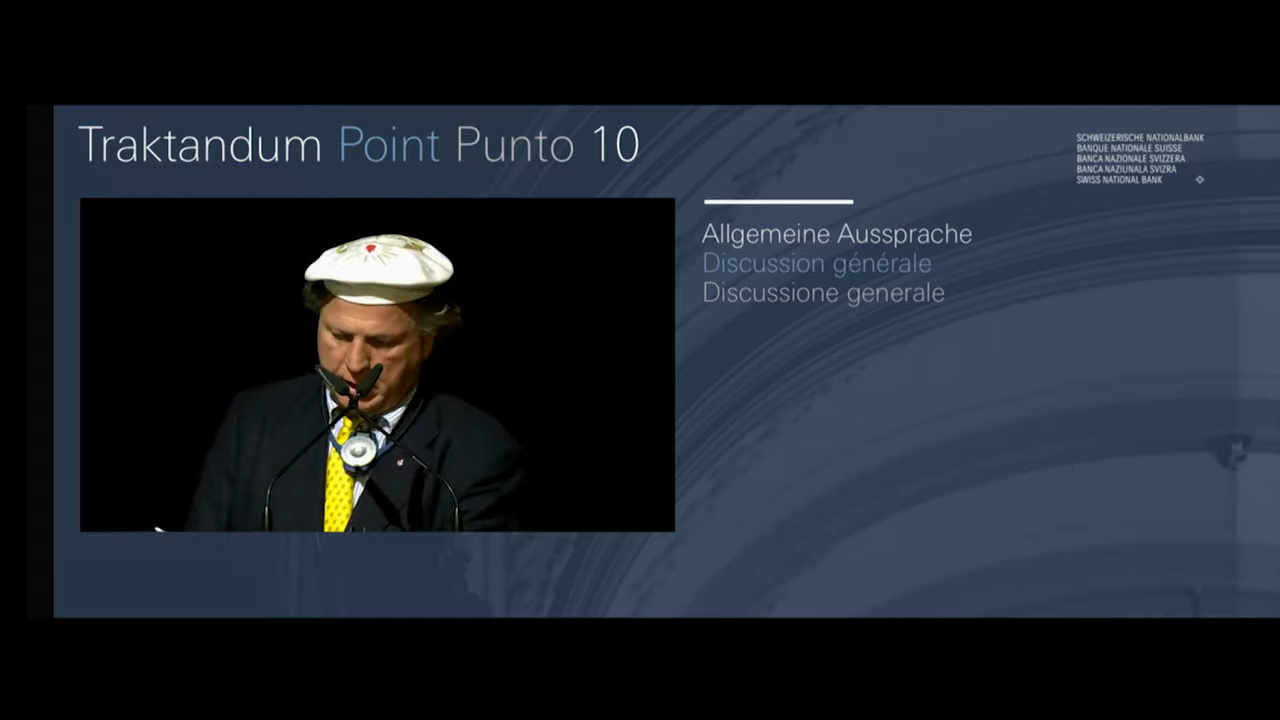 Traktandum Point Punto 10
SCHWEIZERISCHE NATIONALBANK
BANQUE NATIONALE SUISSE
BANCA NAZIONALE SVIZZERA
BANCA NAZIUNALA SVIZRA
SWISS NATIONAL BANK
Allgemeine Aussprache
Discussion générale
Discussione generale